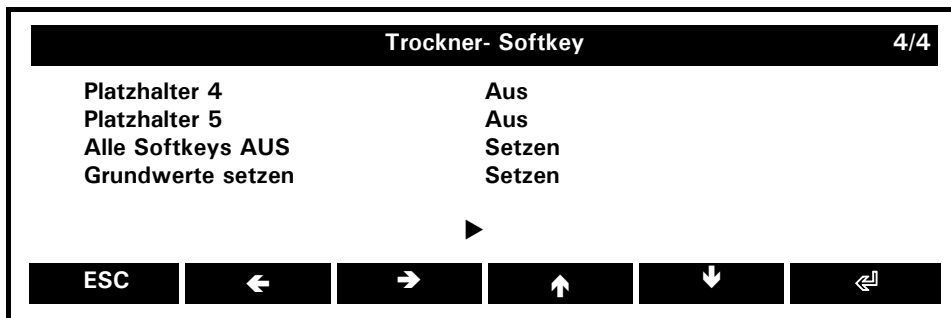 Trockner- Softkey 4/4
Platzhalter 4 Aus
Platzhalter 5 Aus
Alle Softkeys AUS Setzen
Grundwerte setzen Setzen
ESC